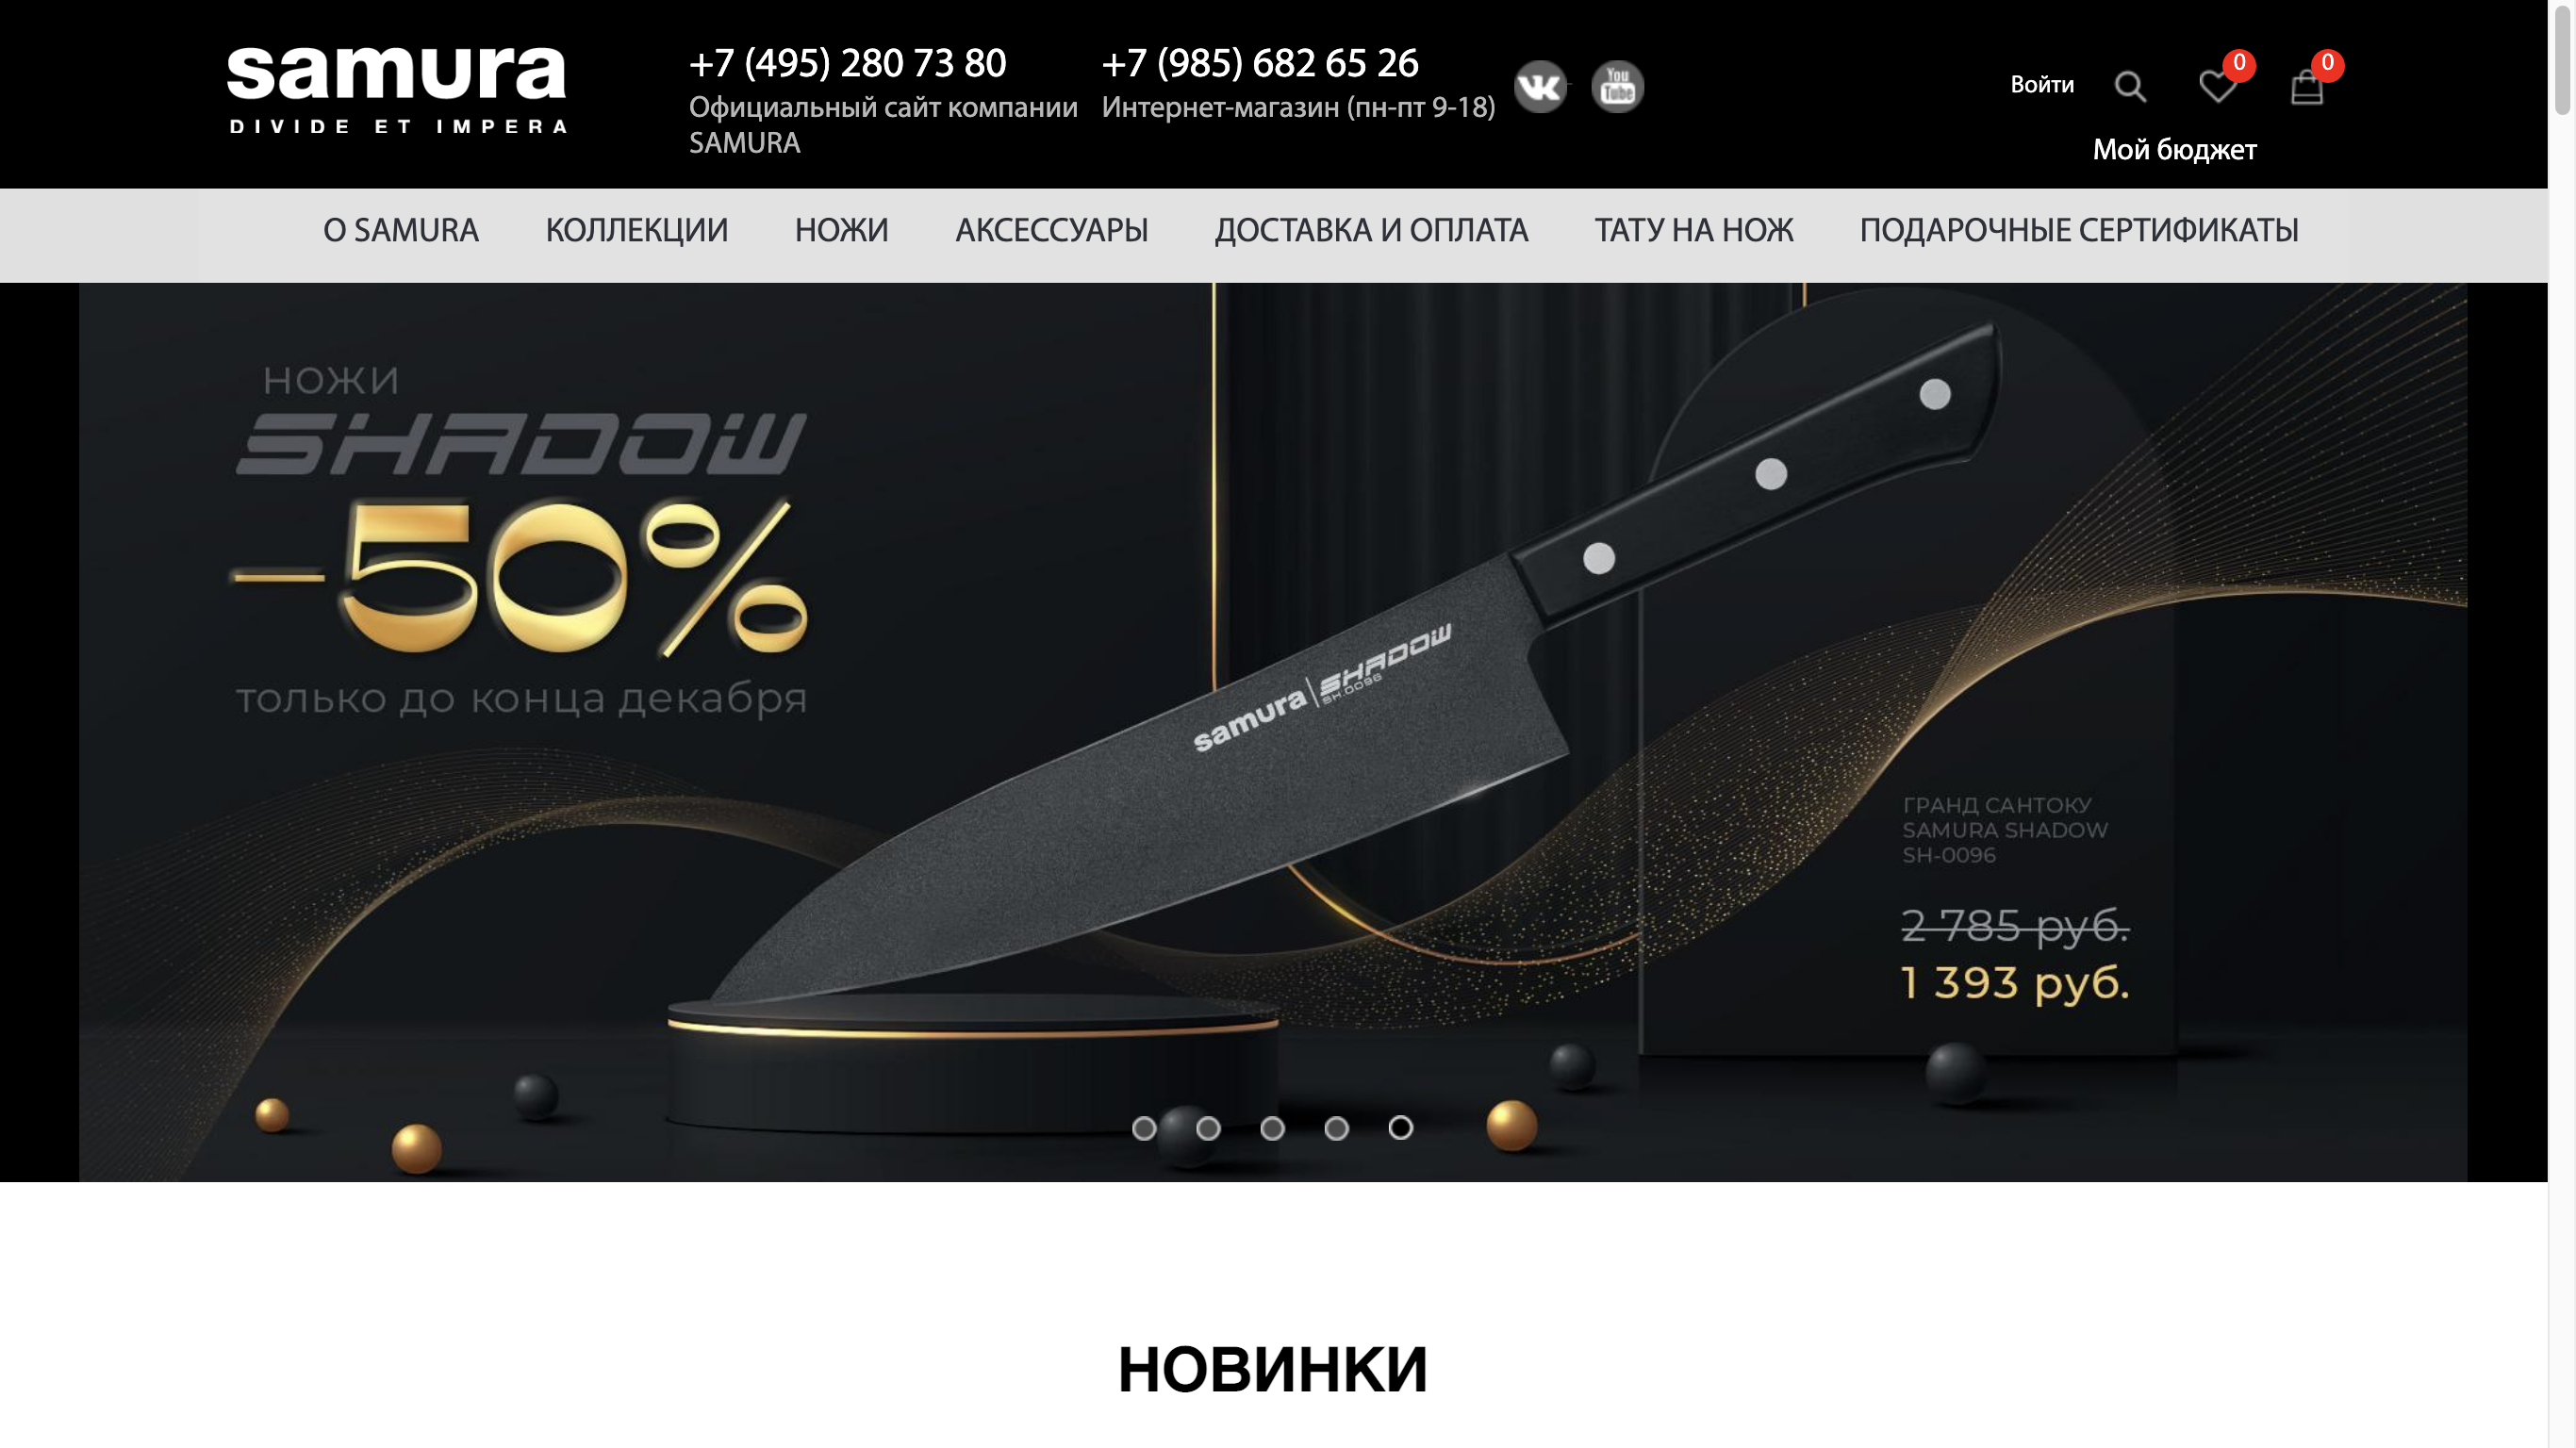 samura
DIVIDE ET IMPERA
+7 (495) 280 73 80
Официальный сайт компании
SAMURA
+7 (985) 682 65 26
Интернет-магазин (пн-пт 9-18)
VK
You
Tube
Войти
0
0
Мой бюджет
О SAMURA
КОЛЛЕКЦИИ
НОЖИ
АКСЕССУАРЫ
ДОСТАВКА И ОПЛАТА
ТАТУ НА НОЖ
ПОДАРОЧНЫЕ СЕРТИФИКАТЫ
НОЖИ
SHADOW
–50%
только до конца декабря
samura | SHADOW
SH.0096
ГРАНД САНТОКУ
SAMURA SHADOW
SH-0096
2 785 руб.
1 393 руб.
НОВИНКИ